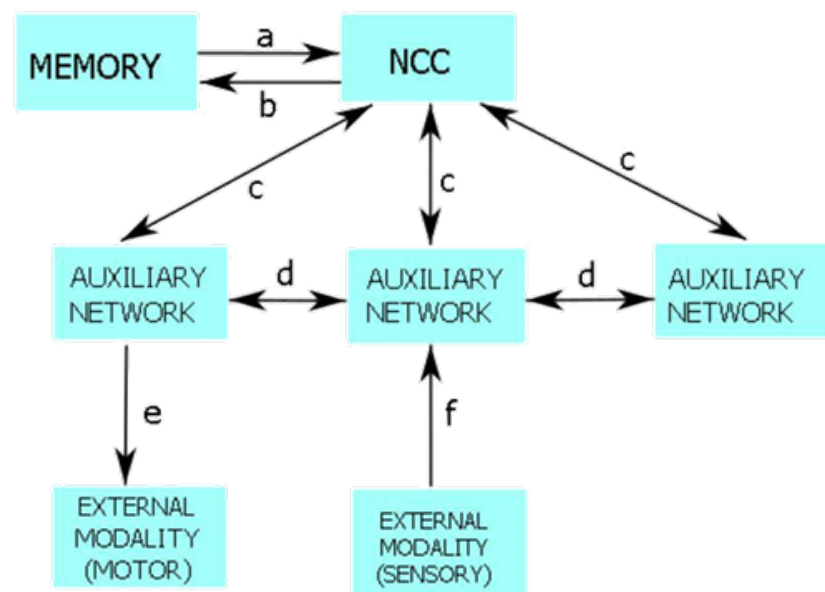 MEMORY
a
NCC
b
c
c
c
AUXILIARY
NETWORK
d
AUXILIARY
NETWORK
d
AUXILIARY
NETWORK
e
f
EXTERNAL
MODALITY
(MOTOR)
EXTERNAL
MODALITY
(SENSORY)